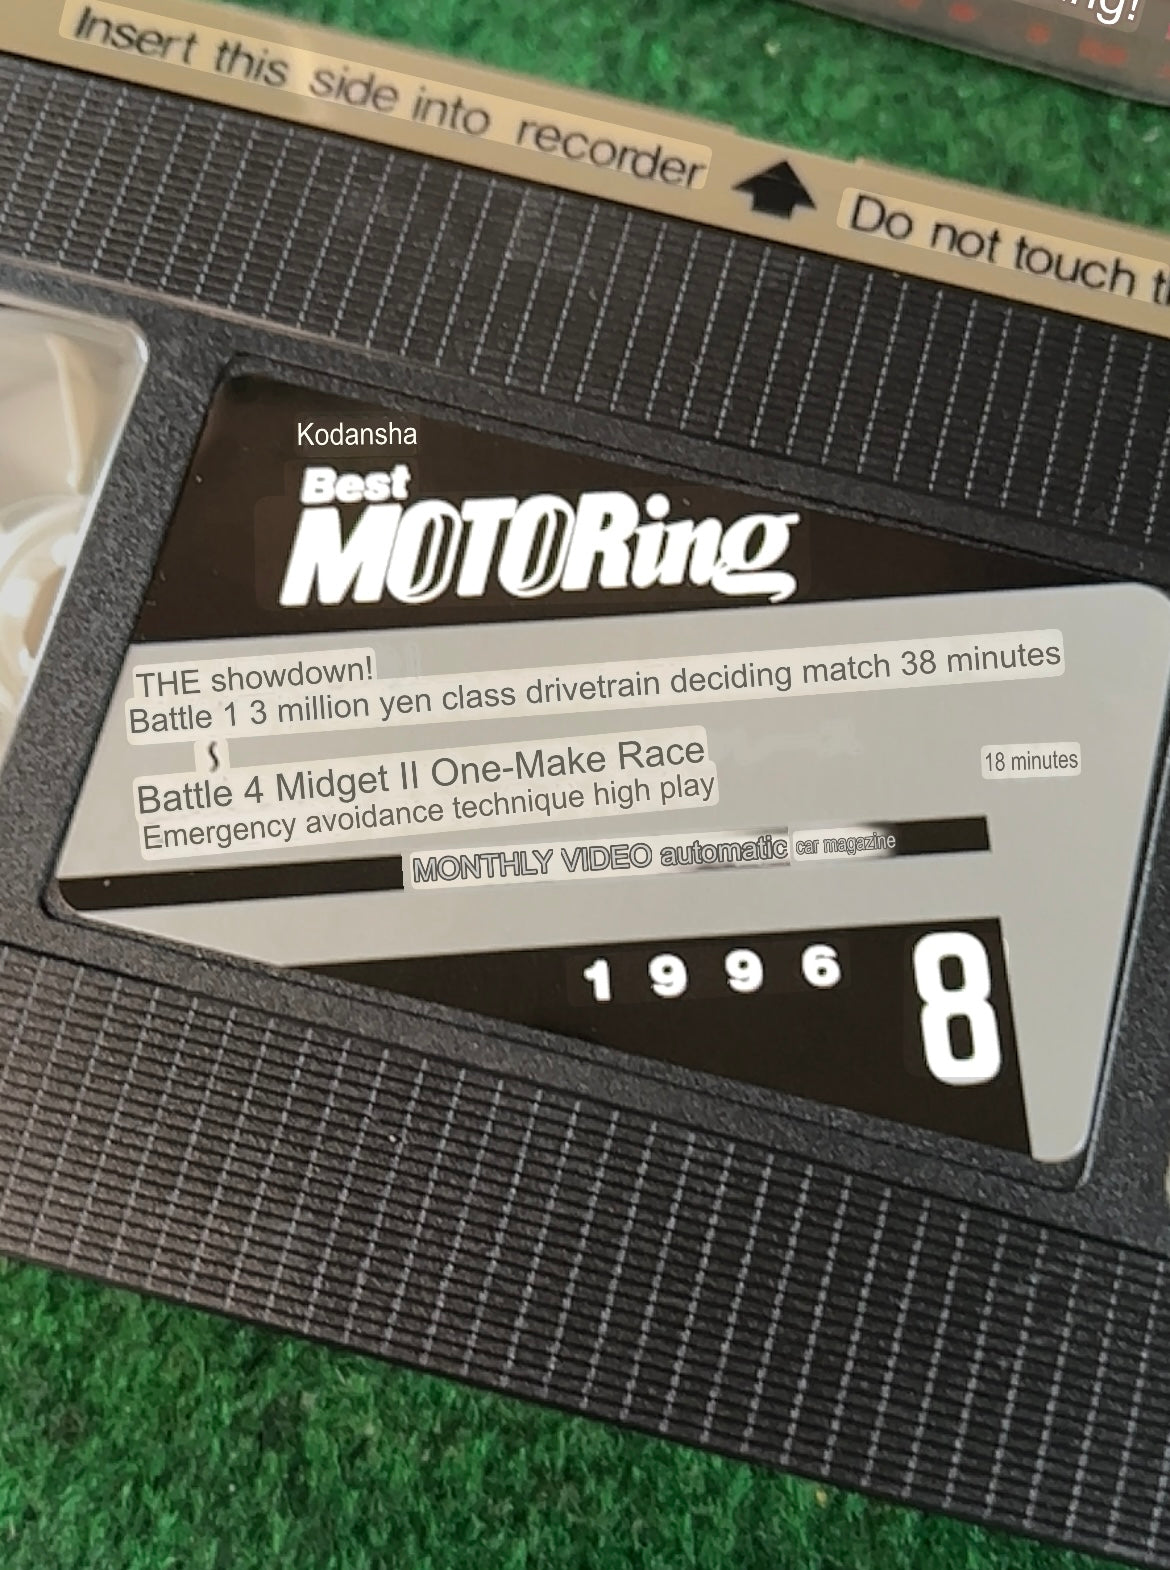 ng!
Insert this side into recorder
Do not touch t
Kodansha
Best
MOTORing
THE showdown!
Battle 1 3 million yen class drivetrain deciding match 38 minutes
Battle 4 Midget II One-Make Race
18 minutes
Emergency avoidance technique high play
MONTHLY VIDEO automatic car magazine
1996 8